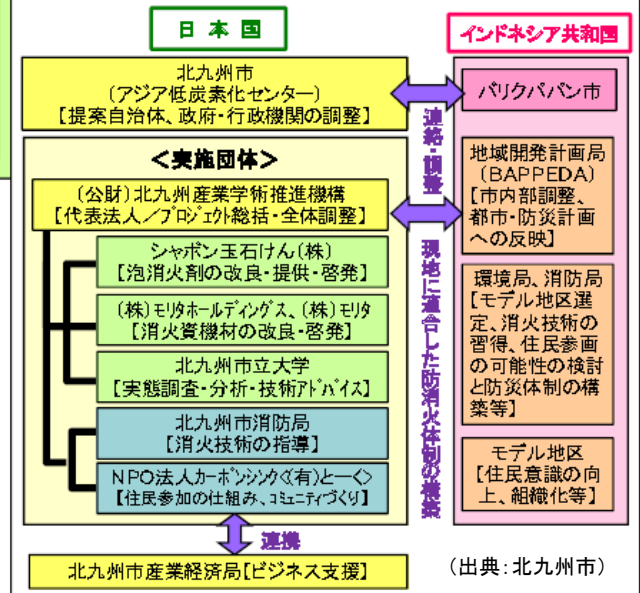 日本国
インドネシア共和国
北九州市
(アジア低炭素化センター)
【提案自治体、政府・行政機関の調整】
バリクパパン市
連絡・調整
<実施団体>
(公財)北九州産業学術推進機構
【代表法人/プロジェクト総括・全体調整】
地域開発計画局
(BAPPEDA)
【市内部調整、
都市・防災計画
への反映】
シャボン玉石けん(株)
【泡消火剤の改良・提供・啓発】
(株)モリタホールディングス、(株)モリタ
【消火資機材の改良・啓発】
北九州市立大学
【実態調査・分析・技術アドバイス】
北九州市消防局
【消火技術の指導】
NPO法人カーボンシンク<(有)とーく>
【住民参加の仕組み、コミュニティづくり】
現地に適合した防消火体制の構築
環境局、消防局
【モデル地区選
定、消火技術の
習得、住民参画
の可能性の検討
と防災体制の構
築等】
モデル地区
【住民意識の向
上、組織化等】
連携
北九州市産業経済局【ビジネス支援】
(出典:北九州市)